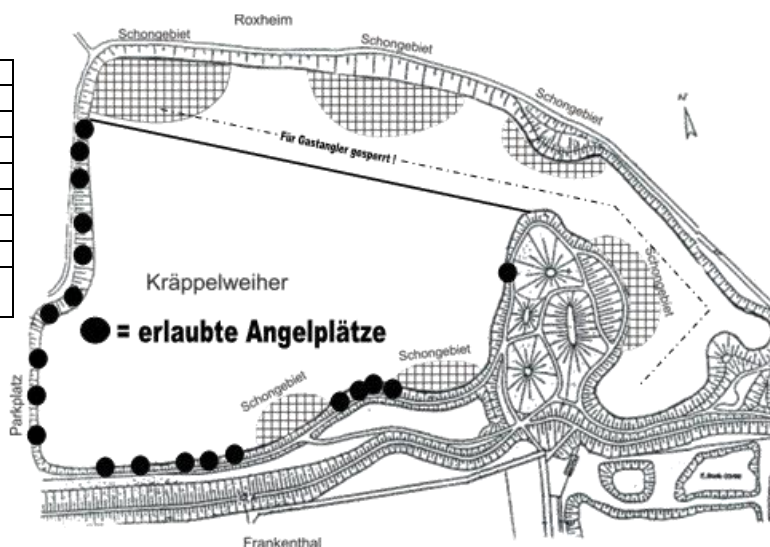 Roxheim
Schongebiet
Schongebiet
Schongebiet
Für Gastangler gesperrt !
Schongebiet
Kräppelweiher
= erlaubte Angelplätze
Schongebiet
Schongebiet
Parkplatz
Frankenthal